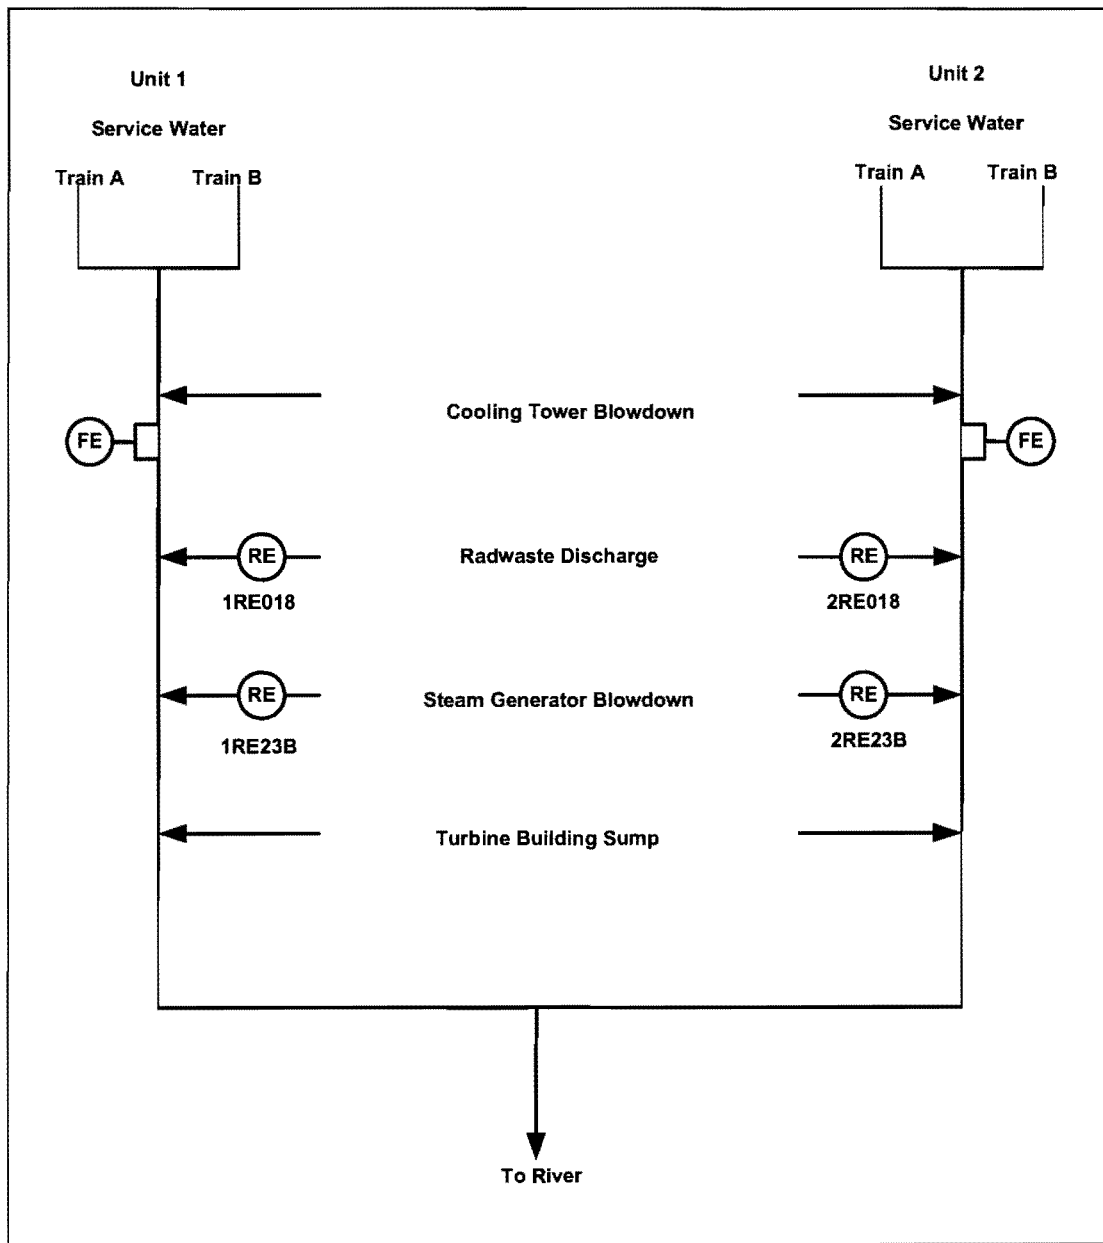 Unit 1
Unit 2
Service Water
Service Water
Train A Train B
Train A Train B
Cooling Tower Blowdown
FE
FE
RE
Radwaste Discharge
RE
1RE018
2RE018
RE
Steam Generator Blowdown
RE
1RE23B
2RE23B
Turbine Building Sump
To River